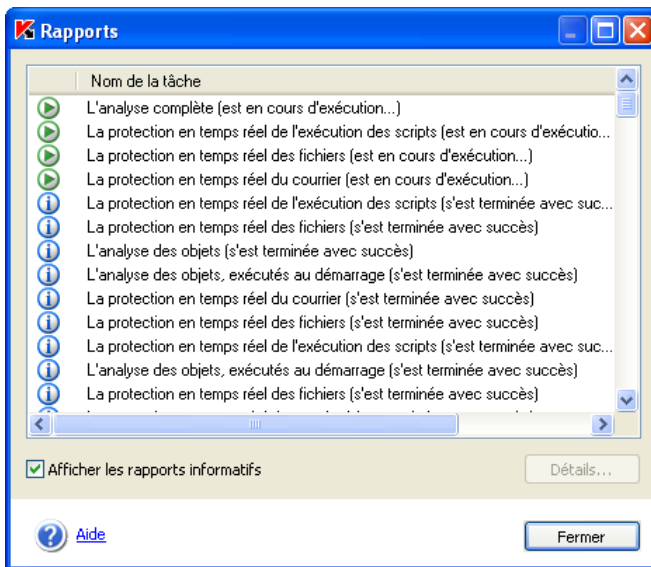 Rapports
Nom de la tâche
L'analyse complète (est en cours d'exécution...)
La protection en temps réel de l'exécution des scripts (est en cours d'exécutio...
La protection en temps réel des fichiers (est en cours d'exécution...)
La protection en temps réel du courrier (est en cours d'exécution...)
La protection en temps réel de l'exécution des scripts (s'est terminée avec suc...
La protection en temps réel des fichiers (s'est terminée avec succès)
L'analyse des objets (s'est terminée avec succès)
L'analyse des objets, exécutés au démarrage (s'est terminée avec succès)
La protection en temps réel du courrier (s'est terminée avec succès)
La protection en temps réel des fichiers (s'est terminée avec succès)
La protection en temps réel de l'exécution des scripts (s'est terminée avec suc...
L'analyse des objets, exécutés au démarrage (s'est terminée avec succès)
La protection en temps réel des fichiers (s'est terminée avec succès)
Afficher les rapports informatifs
Détails...
Aide
Fermer